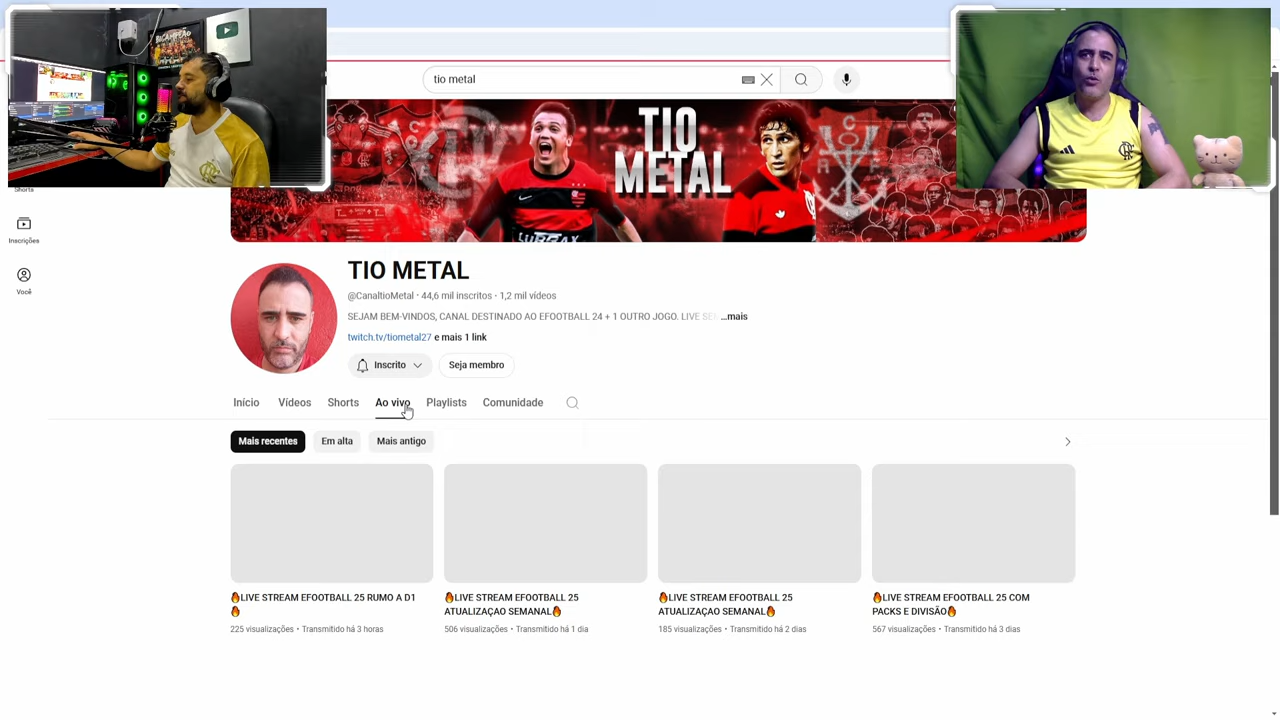 BICAMPEÃO
tio metal
TIO
METAL
Shorts
Inscrições
Você
TIO METAL
@CanaltioMetal • 44,6 mil inscritos • 1,2 mil vídeos
SEJAM BEM-VINDOS, CANAL DESTINADO AO EFOOTBALL 24 + 1 OUTRO JOGO. LIVE ...mais
twitch.tv/tiometal27 e mais 1 link
Inscrito
Seja membro
Início Vídeos Shorts Ao vivo Playlists Comunidade
Mais recentes Em alta Mais antigo
🔥LIVE STREAM EFOOTBALL 25 RUMO A D1
🔥
225 visualizações • Transmitido há 3 horas
🔥LIVE STREAM EFOOTBALL 25
ATUALIZAÇAO SEMANAL🔥
506 visualizações • Transmitido há 1 dia
🔥LIVE STREAM EFOOTBALL 25
ATUALIZAÇAO SEMANAL🔥
185 visualizações • Transmitido há 2 dias
🔥LIVE STREAM EFOOTBALL 25 COM
PACKS E DIVISÃO🔥
567 visualizações • Transmitido há 3 dias